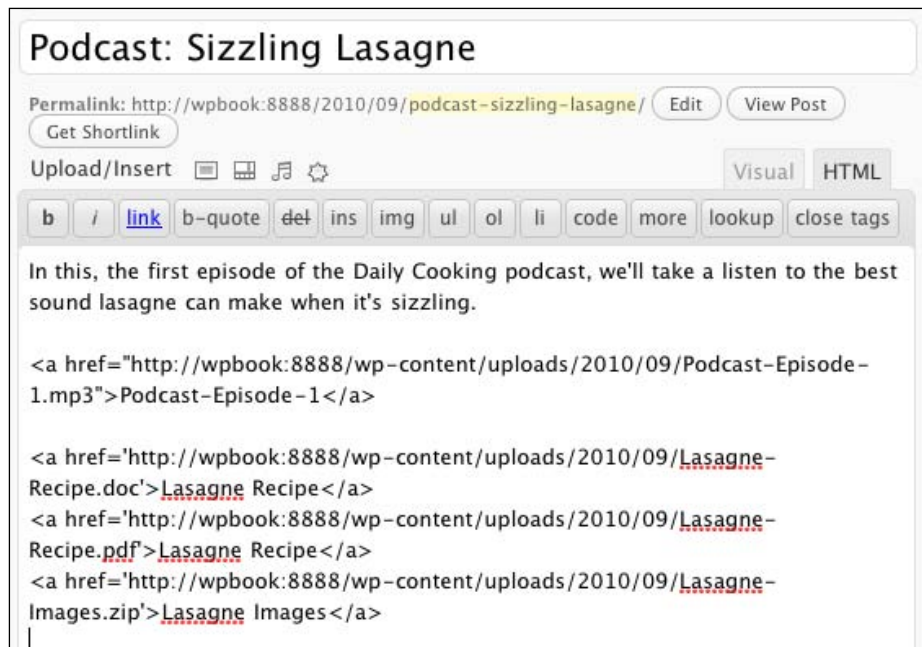 Podcast: Sizzling Lasagne
Permalink: http://wpbook:8888/2010/09/podcast-sizzling-lasagne/ Edit View Post
Get Shortlink
Upload/Insert Visual HTML
b i link b-quote del ins img ul ol li code more lookup close tags
In this, the first episode of the Daily Cooking podcast, we'll take a listen to the best
sound lasagne can make when it's sizzling.
<a href="http://wpbook:8888/wp-content/uploads/2010/09/Podcast-Episode-
1.mp3">Podcast-Episode-1</a>
<a href='http://wpbook:8888/wp-content/uploads/2010/09/Lasagne-
Recipe.doc'>Lasagne Recipe</a>
<a href='http://wpbook:8888/wp-content/uploads/2010/09/Lasagne-
Recipe.pdf'>Lasagne Recipe</a>
<a href='http://wpbook:8888/wp-content/uploads/2010/09/Lasagne-
Images.zip'>Lasagne Images</a>